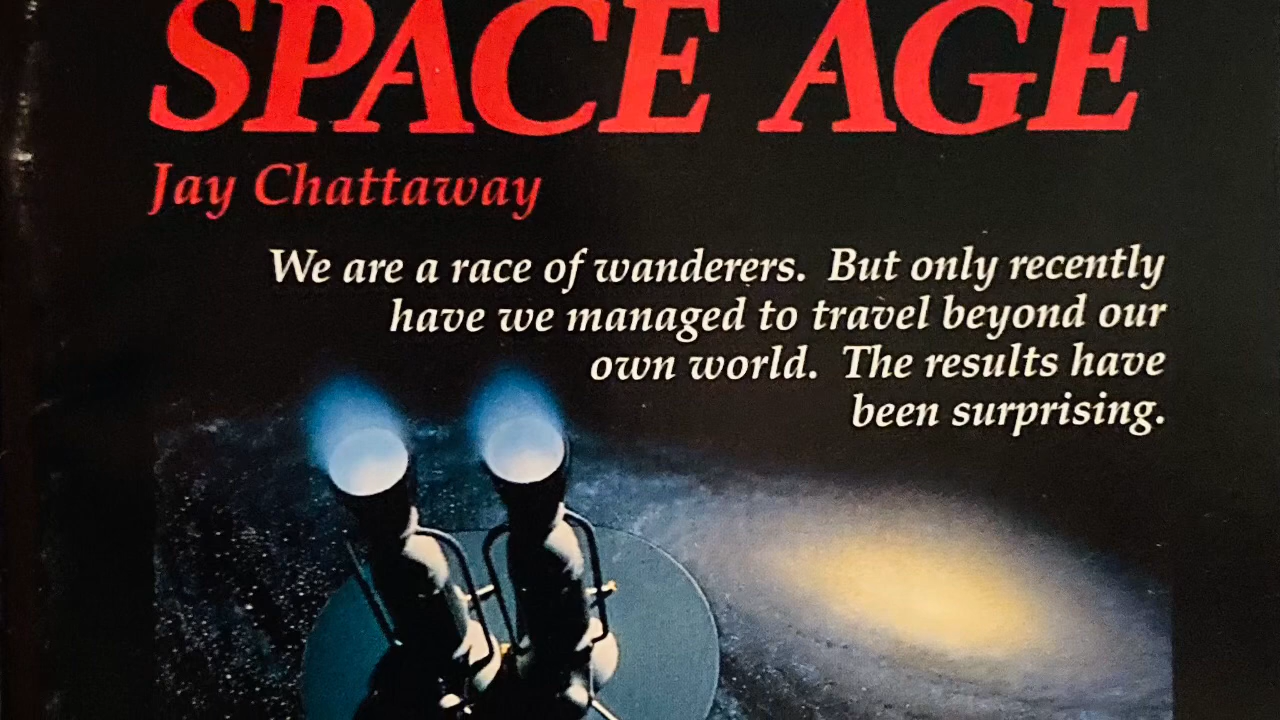 SPACE AGE
Jay Chattaway
We are a race of wanderers. But only recently
have we managed to travel beyond our
own world. The results have
been surprising.